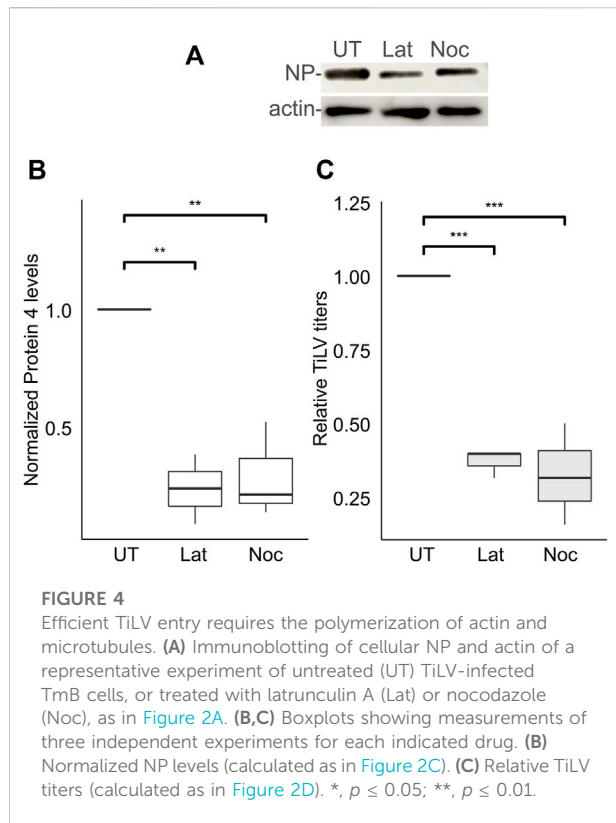 A
UT Lat Noc
NP-
actin-
B
Normalized Protein 4 levels
1.0
0.5
**
**
UT Lat Noc
C
Relative TiLV titers
1.25
1.00
0.75
0.50
0.25
***
***
UT Lat Noc
FIGURE 4
Efficient TiLV entry requires the polymerization of actin and
microtubules. (A) Immunoblotting of cellular NP and actin of a
representative experiment of untreated (UT) TiLV-infected
TmB cells, or treated with latrunculin A (Lat) or nocodazole
(Noc), as in Figure 2A. (B,C) Boxplots showing measurements of
three independent experiments for each indicated drug. (B)
Normalized NP levels (calculated as in Figure 2C). (C) Relative TiLV
titers (calculated as in Figure 2D). *, p ≤ 0.05; **, p ≤ 0.01.